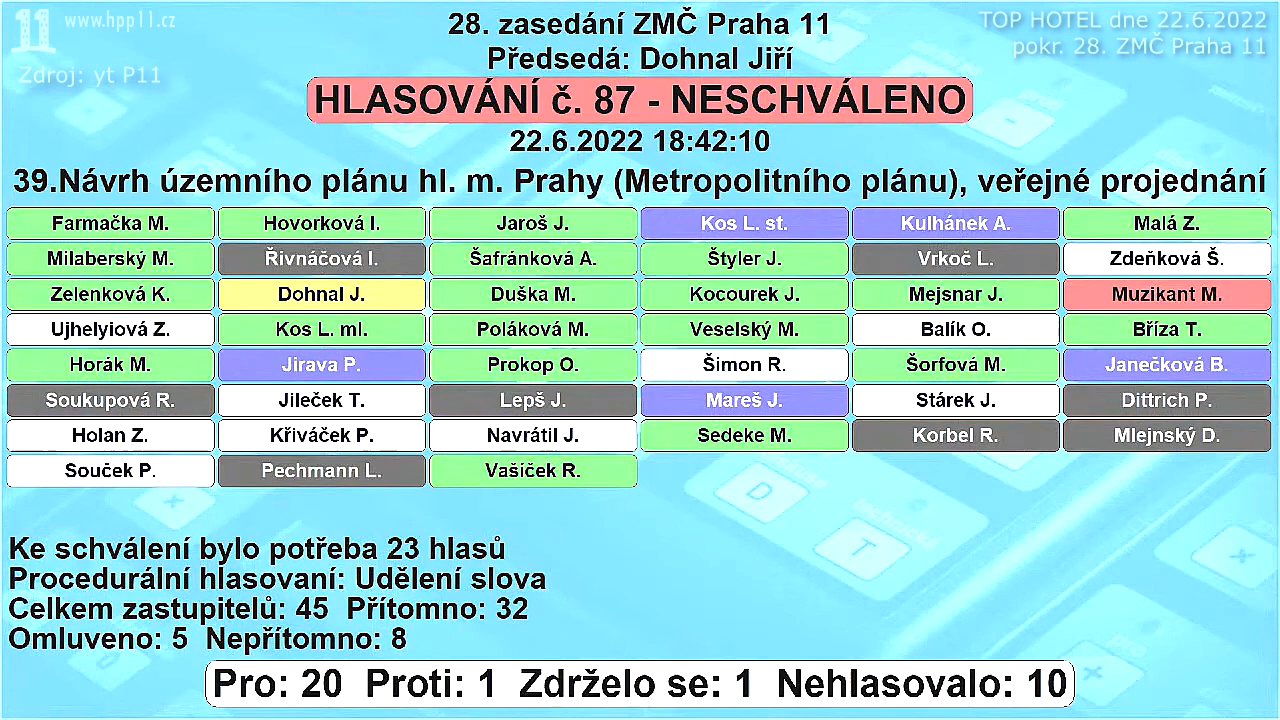 11 www.hpp11.cz
Zdroj: yt P11
TOP HOTEL dne 22.6.2022
pokr. 28. ZMČ Praha 11
28. zasedání ZMČ Praha 11
Předsedá: Dohnal Jiří
HLASOVÁNÍ č. 87 - NESCHVÁLENO
22.6.2022 18:42:10
39.Návrh územního plánu hl. m. Prahy (Metropolitního plánu), veřejné projednání
Farmačka M. Hovorková I. Jaroš J. Kos L. st. Kulhánek A. Malá Z.
Milaberský M. Řivnáčová I. Šafránková A. Štyler J. Vrkoč L. Zdeňková Š.
Zelenková K. Dohnal J. Duška M. Kocourek J. Mejsnar J. Muzikant M.
Ujhelyiová Z. Kos L. ml. Poláková M. Veselský M. Balík O. Bříza T.
Horák M. Jirava P. Prokop O. Šimon R. Šorfová M. Janečková B.
Soukupová R. Jileček T. Lepš J. Mareš J. Stárek J. Dittrich P.
Holan Z. Křiváček P. Navrátil J. Sedeke M. Korbel R. Mlejnský D.
Souček P. Pechmann L. Vašíček R.
Ke schválení bylo potřeba 23 hlasů
Procedurální hlasovaní: Udělení slova
Celkem zastupitelů: 45 Přítomno: 32
Omluveno: 5 Nepřítomno: 8
Pro: 20 Proti: 1 Zdrželo se: 1 Nehlasovalo: 10
D
T